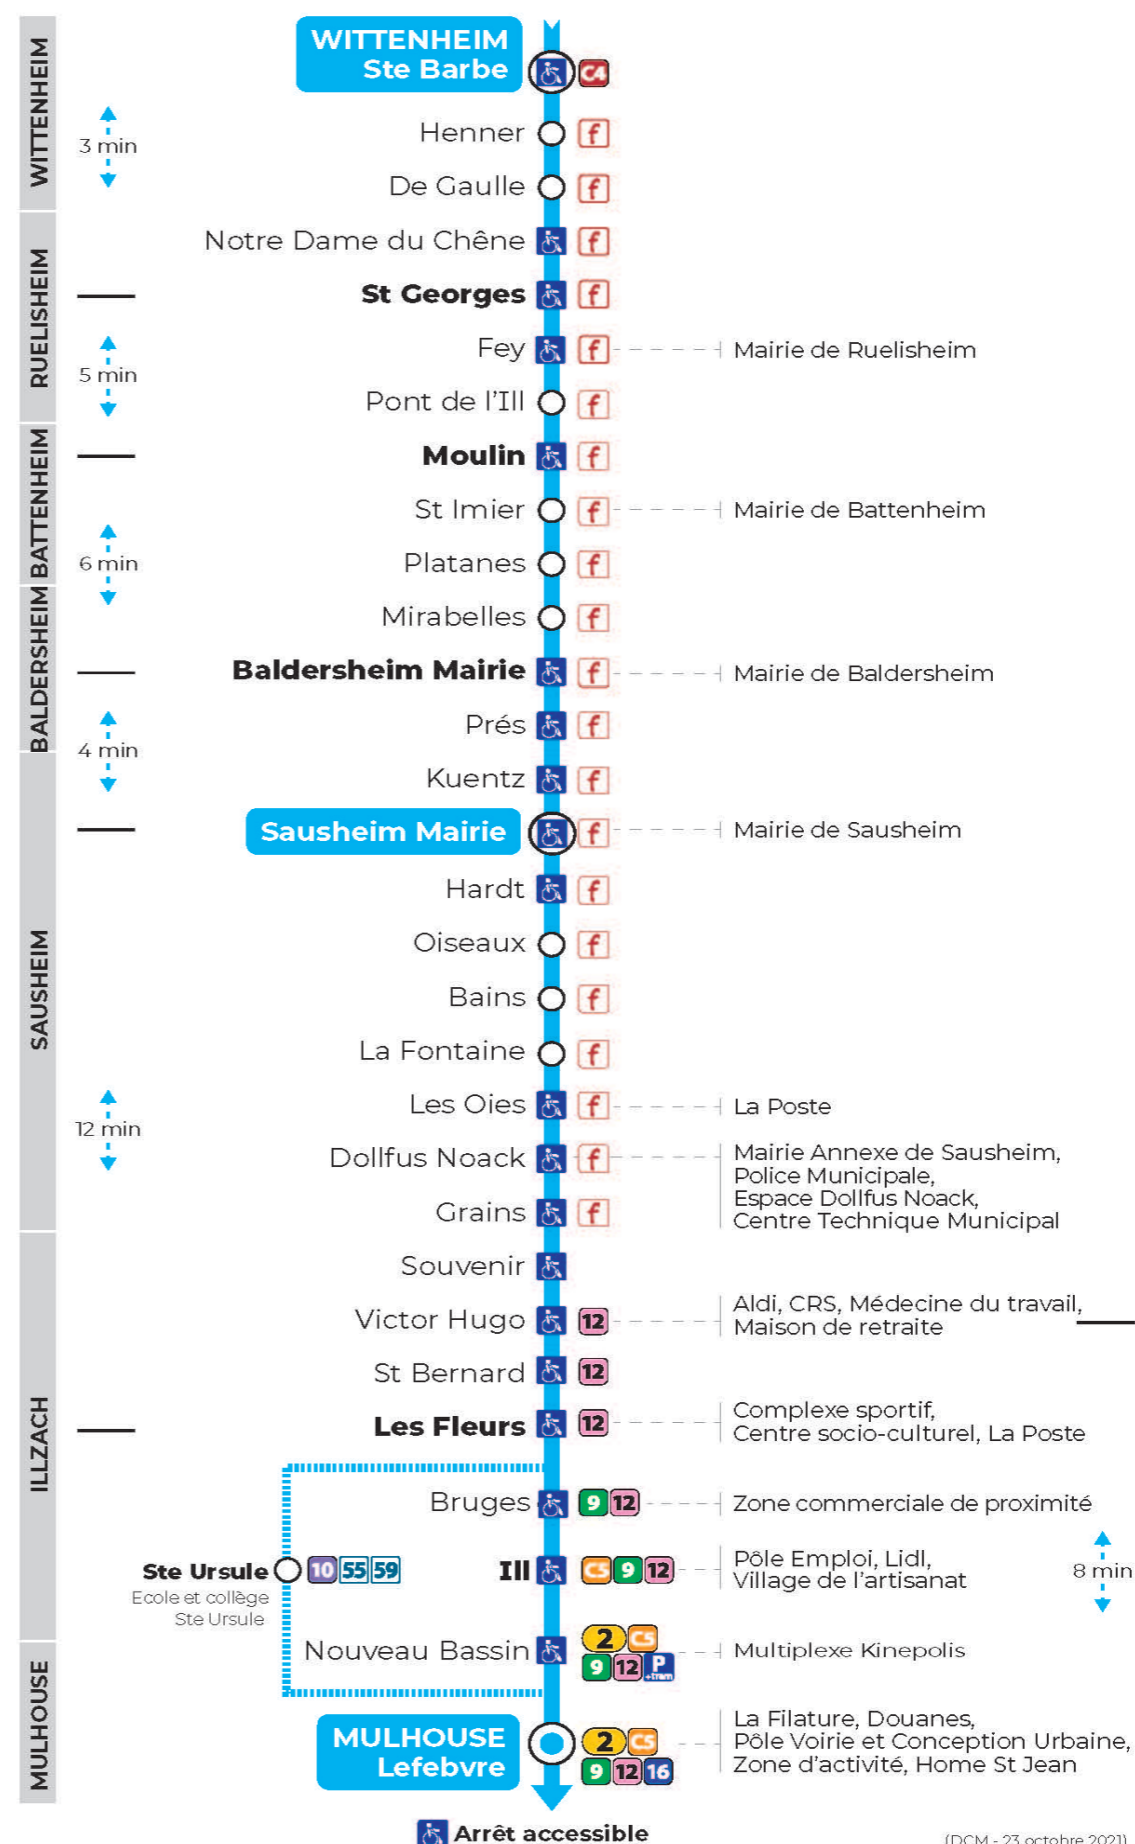 WITTENHEIM
Ste Barbe
C4
WITTENHEIM
3 min
Henner
f
De Gaulle
f
RUELISHEIM
Notre Dame du Chêne
f
St Georges
f
Fey
f
Mairie de Ruelisheim
5 min
Pont de l'Ill
f
BATTENHEIM
Moulin
f
St Imier
f
Mairie de Battenheim
Platanes
f
6 min
BALDERSHEIM
Mirabelles
f
Baldersheim Mairie
f
Mairie de Baldersheim
Prés
f
4 min
Kuentz
f
SAUSHEIM
Sausheim Mairie
f
Mairie de Sausheim
Hardt
f
Oiseaux
f
Bains
f
La Fontaine
f
Les Oies
f
La Poste
12 min
Dollfus Noack
f
Mairie Annexe de Sausheim,
Police Municipale,
Espace Dollfus Noack,
Centre Technique Municipal
Grains
f
ILLZACH
Souvenir
Victor Hugo
12
Aldi, CRS, Médecine du travail,
Maison de retraite
St Bernard
12
Les Fleurs
12
Complexe sportif,
Centre socio-culturel, La Poste
Bruges
9 12
Zone commerciale de proximité
Ste Ursule
10 55 59
Ecole et collège
Ste Ursule
Ill
C5 9 12
Pôle Emploi, Lidl,
Village de l'artisanat
8 min
MULHOUSE
Nouveau Bassin
2 C5
9 12 P
+tram
Multiplexe Kinepolis
MULHOUSE
Lefebvre
2 C5
9 12 16
La Filature, Douanes,
Pôle Voirie et Conception Urbaine,
Zone d'activité, Home St Jean
Arrêt accessible
(DCM - 23 octobre 2021)